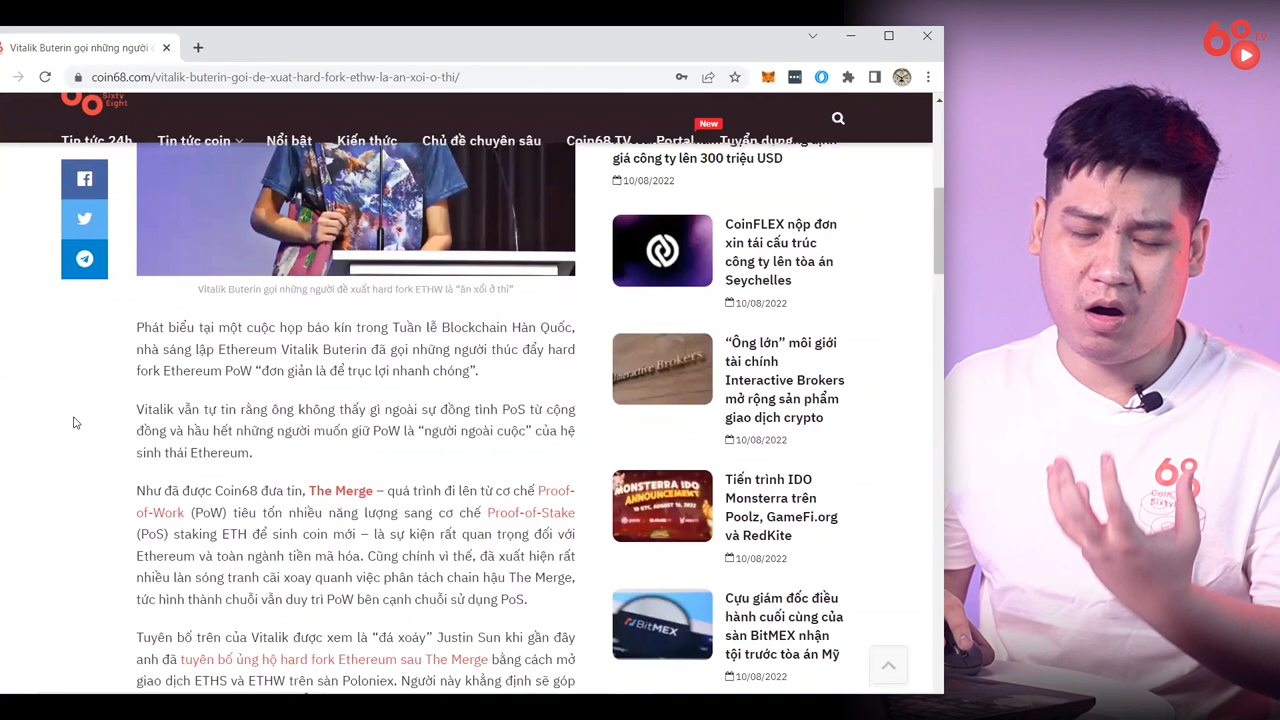 Vitalik Buterin gọi những người
coin68.com/vitalik-buterin-goi-de-xuat-hard-fork-ethw-la-an-xoi-o-thi/
Sixty
Eight
Tin tức 24h
Tin tức coin
Nổi bật
Kiến thức
Chủ đề chuyên sâu
Coin68 TV
Portal
New
Tuyển dụng
Vitalik Buterin gọi những người đề xuất hard fork ETHW là “ăn xổi ở thì”
Phát biểu tại một cuộc họp báo kín trong Tuần lễ Blockchain Hàn Quốc,
nhà sáng lập Ethereum Vitalik Buterin đã gọi những người thúc đẩy hard
fork Ethereum PoW “đơn giản là để trục lợi nhanh chóng”.
Vitalik vẫn tự tin rằng ông không thấy gì ngoài sự đồng tình PoS từ cộng
đồng và hầu hết những người muốn giữ PoW là “người ngoài cuộc” của hệ
sinh thái Ethereum.
Như đã được Coin68 đưa tin, The Merge – quá trình đi lên từ cơ chế Proof-
of-Work (PoW) tiêu tốn nhiều năng lượng sang cơ chế Proof-of-Stake
(PoS) staking ETH để sinh coin mới – là sự kiện rất quan trọng đối với
Ethereum và toàn ngành tiền mã hóa. Cũng chính vì thế, đã xuất hiện rất
nhiều làn sóng tranh cãi xoay quanh việc phân tách chain hậu The Merge,
tức hình thành chuỗi vẫn duy trì PoW bên cạnh chuỗi sử dụng PoS.
Tuyên bố trên của Vitalik được xem là “đá xoáy” Justin Sun khi gần đây
anh đã tuyên bố ủng hộ hard fork Ethereum sau The Merge bằng cách mở
giao dịch ETHS và ETHW trên sàn Poloniex. Người này khẳng định sẽ góp
giá công ty lên 300 triệu USD
10/08/2022
CoinFLEX nộp đơn
xin tái cấu trúc
công ty lên tòa án
Seychelles
10/08/2022
Interactive Brokers
“Ông lớn” môi giới
tài chính
Interactive Brokers
mở rộng sản phẩm
giao dịch crypto
10/08/2022
MONSTERRA IDO
ANNOUNCEMENT
Tiến trình IDO
Monsterra trên
Poolz, GameFi.org
và RedKite
10/08/2022
BitMEX
Cựu giám đốc điều
hành cuối cùng của
sàn BitMEX nhận
tội trước tòa án Mỹ
10/08/2022
68 TV
68